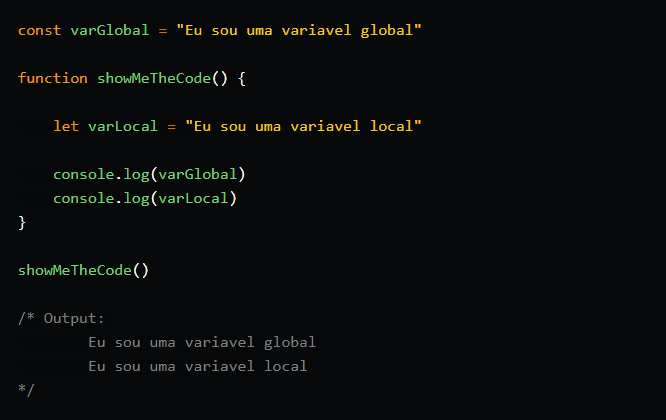 const varGlobal = "Eu sou uma variavel global"
function showMeTheCode() {
let varLocal = "Eu sou uma variavel local"
console.log(varGlobal)
console.log(varLocal)
}
showMeTheCode()
/* Output:
Eu sou uma variavel global
Eu sou uma variavel local
*/